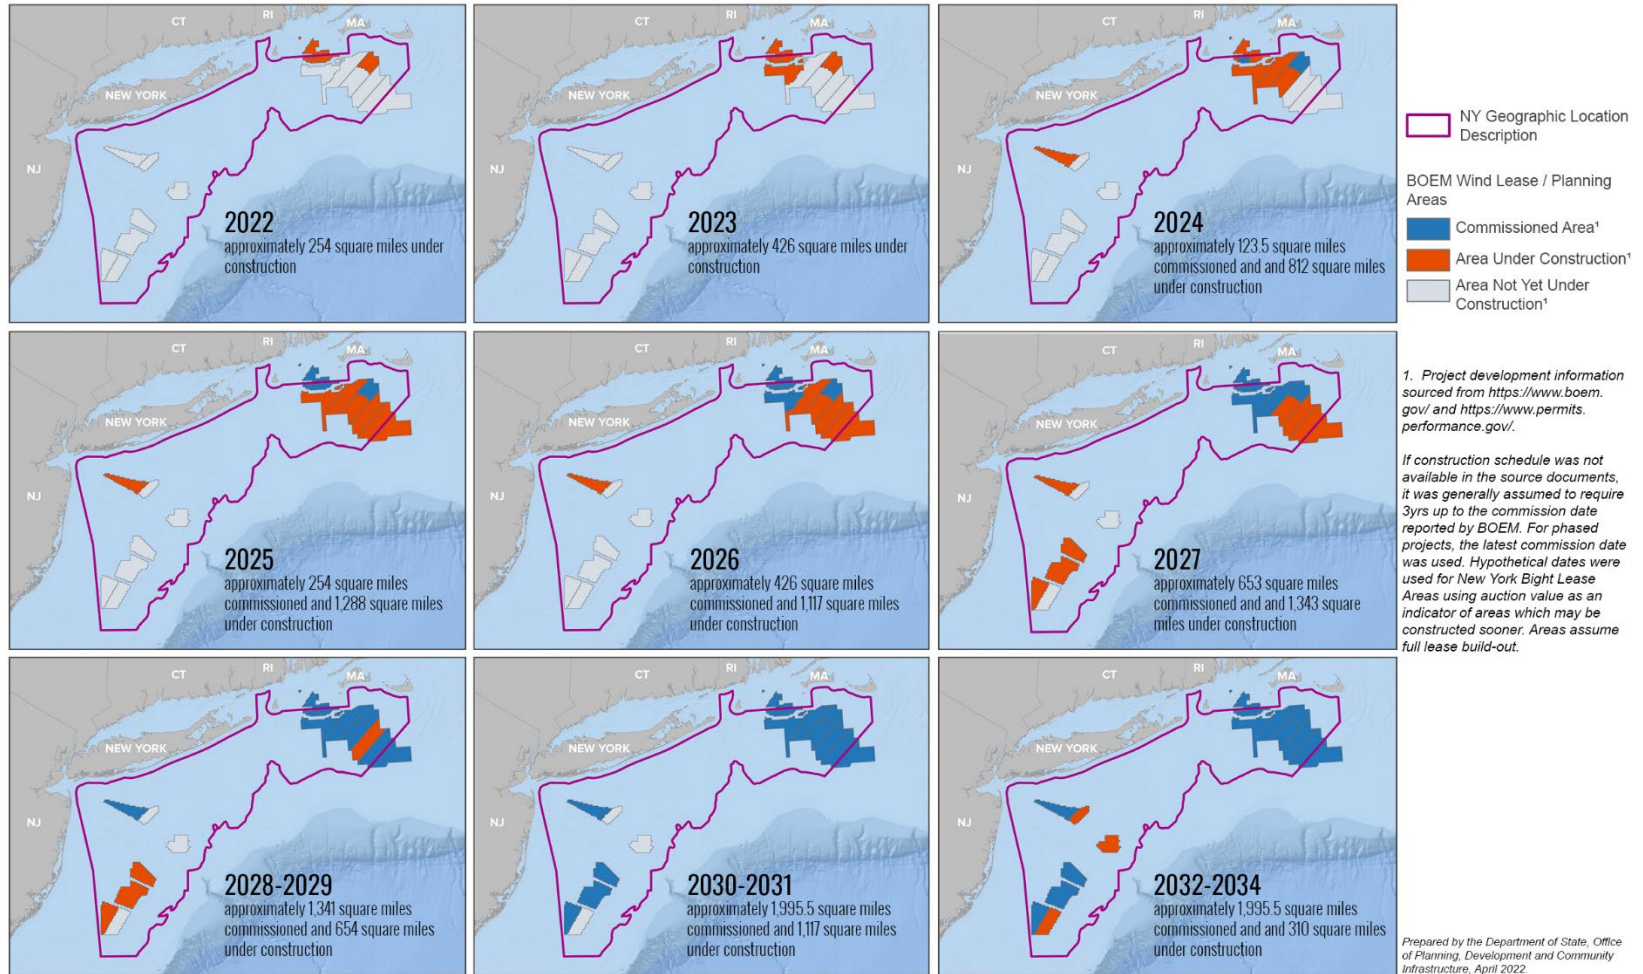 CT
RI
MA
NEW YORK
NJ
2022
approximately 254 square miles under
construction
CT
RI
MA
NEW YORK
NJ
2023
approximately 426 square miles under
construction
CT
RI
MA
NEW YORK
NJ
2024
approximately 123.5 square miles
commissioned and and 812 square miles
under construction
NY Geographic Location
Description
BOEM Wind Lease / Planning
Areas
Commissioned Area¹
Area Under Construction¹
Area Not Yet Under
Construction¹
CT
RI
MA
NEW YORK
NJ
2025
approximately 254 square miles
commissioned and 1,288 square miles
under construction
CT
RI
MA
NEW YORK
NJ
2026
approximately 426 square miles
commissioned and 1,117 square miles
under construction
CT
RI
MA
NEW YORK
NJ
2027
approximately 653 square miles
commissioned and and 1,343 square
miles under construction
1. Project development information
sourced from https://www.boem.
gov/ and https://www.permits.
performance.gov/.
If construction schedule was not
available in the source documents,
it was generally assumed to require
3yrs up to the commission date
reported by BOEM. For phased
projects, the latest commission date
was used. Hypothetical dates were
used for New York Bight Lease
Areas using auction value as an
indicator of areas which may be
constructed sooner. Areas assume
full lease build-out.
CT
RI
MA
NEW YORK
NJ
2028-2029
approximately 1,341 square miles
commissioned and 654 square miles
under construction
CT
RI
MA
NEW YORK
NJ
2030-2031
approximately 1,995.5 square miles
commissioned and 1,117 square miles
under construction
CT
RI
MA
NEW YORK
NJ
2032-2034
approximately 1,995.5 square miles
commissioned and and 310 square miles
under construction
Prepared by the Department of State, Office
of Planning, Development and Community
Infrastructure, April 2022.